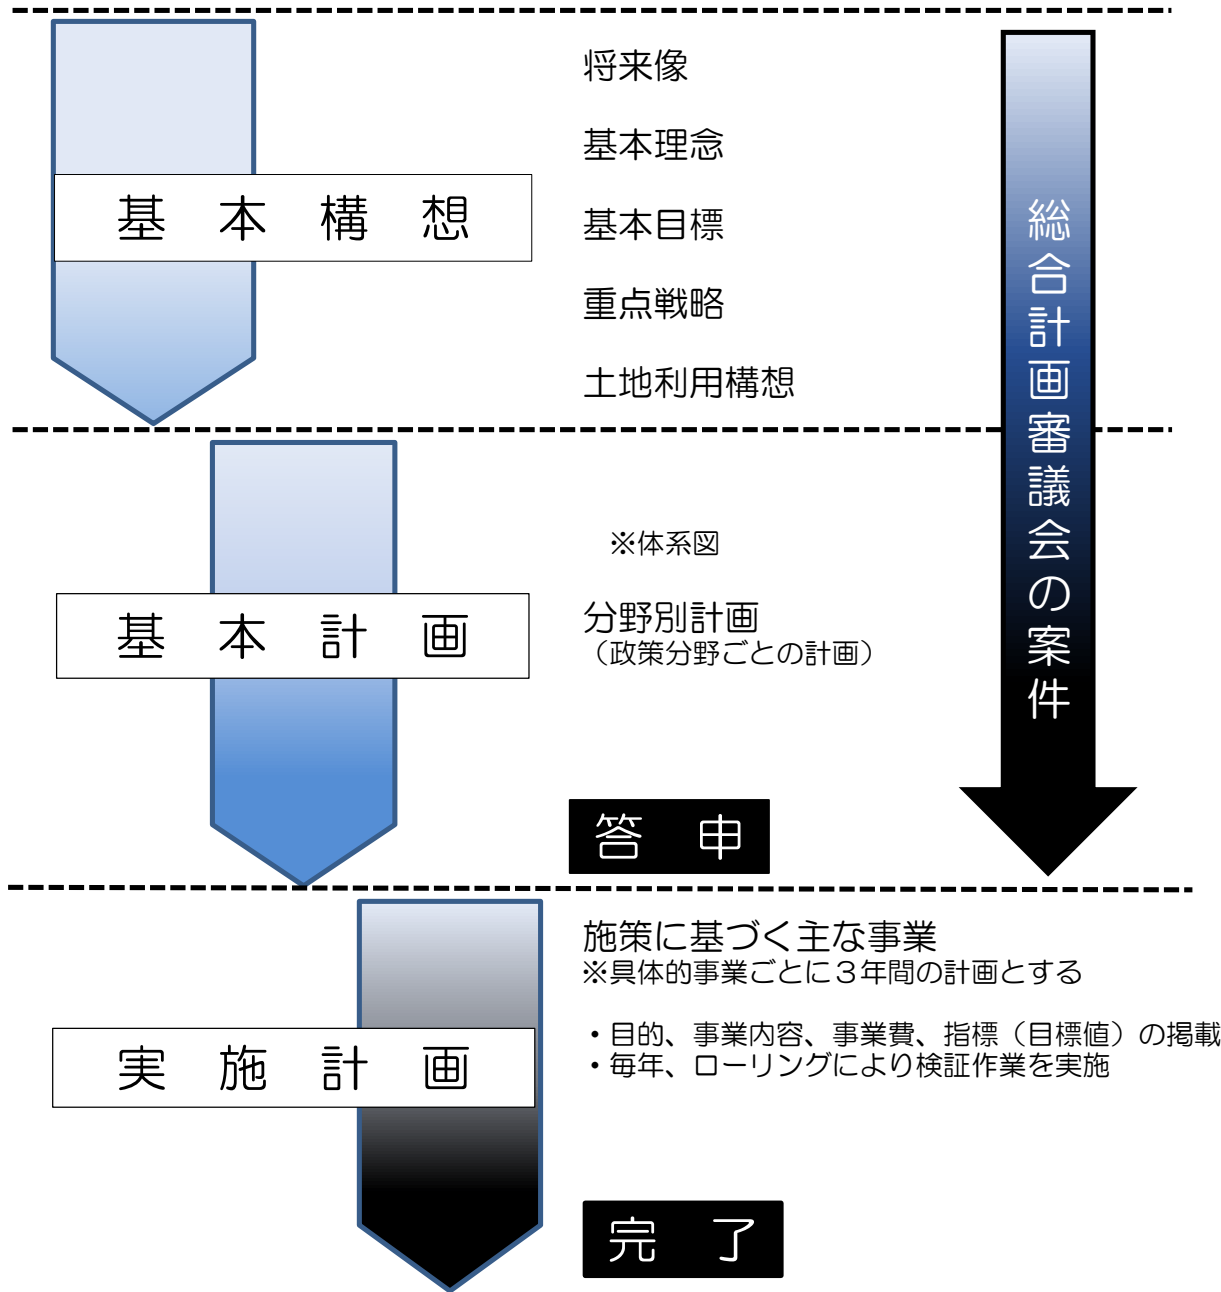 将来像
基本理念
基本構想
基本目標
重点戦略
土地利用構想
総合計画審議会の案件
※体系図
基本計画
分野別計画
（政策分野ごとの計画）
答申
施策に基づく主な事業
※具体的事業ごとに３年間の計画とする
・目的、事業内容、事業費、指標（目標値）の掲載
・毎年、ローリングにより検証作業を実施
実施計画
完了